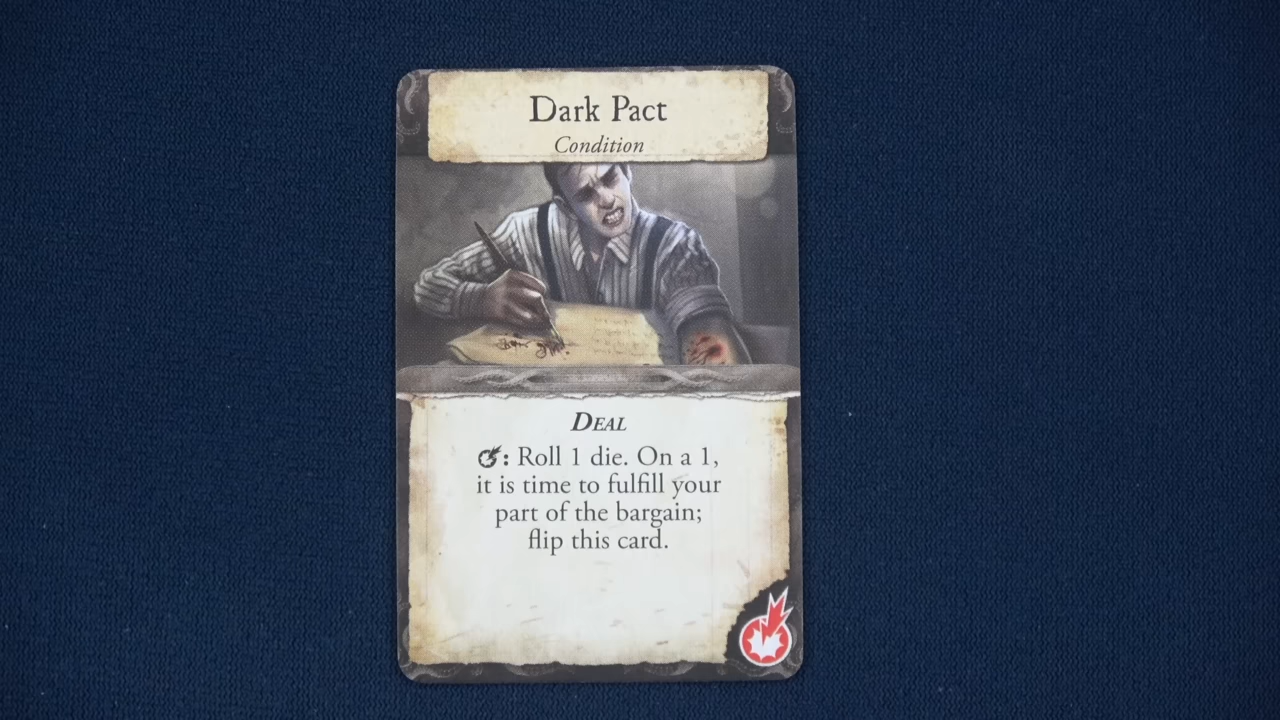 Dark Pact
Condition
DEAL
: Roll 1 die. On a 1,
it is time to fulfill your
part of the bargain;
flip this card.